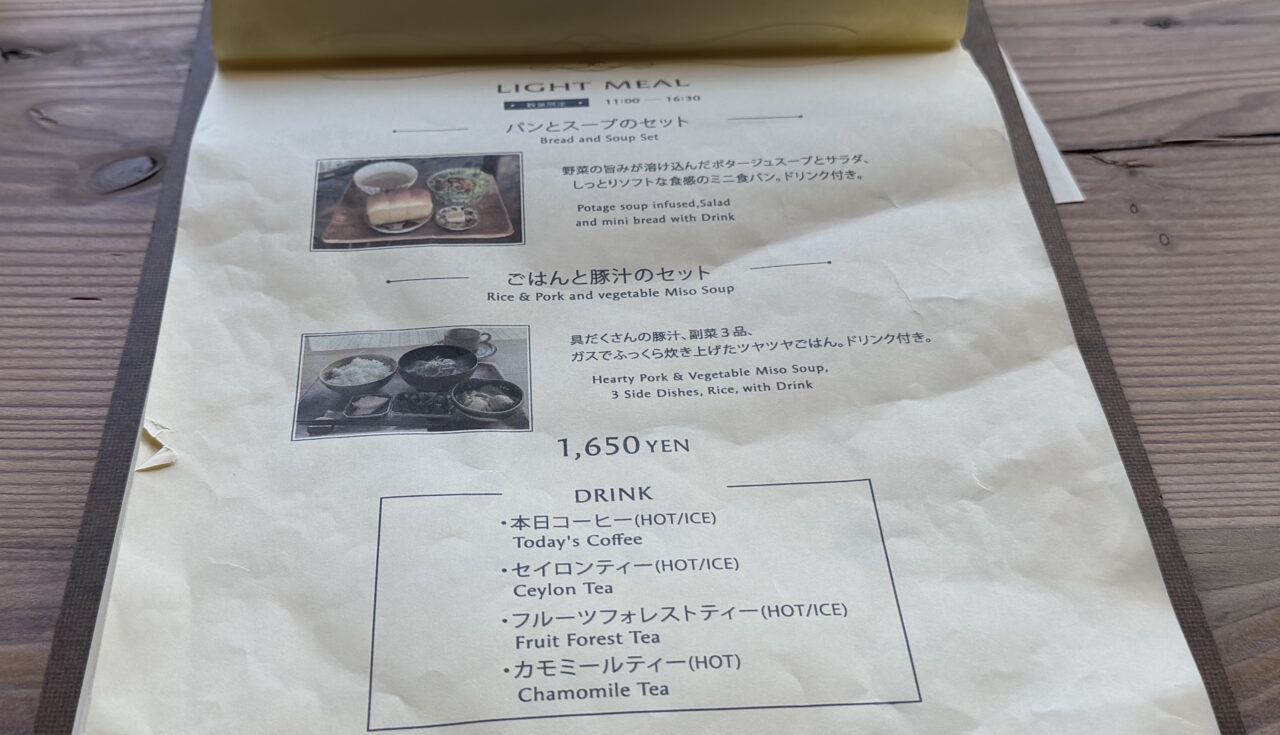 LIGHT MEAL
数量限定 11:00 — 16:30
パンとスープのセット
Bread and Soup Set
野菜の旨みが溶け込んだポタージュスープとサラダ、
しっとりソフトな食感のミニ食パン。ドリンク付き。
Potage soup infused,Salad
and mini bread with Drink
ごはんと豚汁のセット
Rice & Pork and vegetable Miso Soup
具だくさんの豚汁、副菜３品、
ガスでふっくら炊き上げたツヤツヤごはん。ドリンク付き。
Hearty Pork & Vegetable Miso Soup,
3 Side Dishes, Rice, with Drink
1,650 YEN
DRINK
・本日コーヒー(HOT/ICE)
Today's Coffee
・セイロンティー(HOT/ICE)
Ceylon Tea
・フルーツフォレストティー(HOT/ICE)
Fruit Forest Tea
・カモミールティー(HOT)
Chamomile Tea